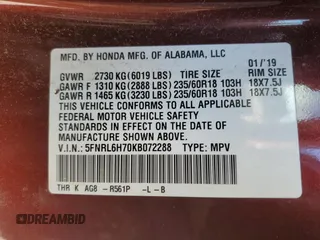 MFD. BY HONDA MFG. OF ALABAMA, LLC 01/'19
GVWR 2730 KG (6019 LBS) TIRE SIZE RIM SIZE
GAWR F 1310 KG (2888 LBS) 235/60R18 103H 18X7.5J
GAWR R 1465 KG (3230 LBS) 235/60R18 103H 18X7.5J
THIS VEHICLE CONFORMS TO ALL APPLICABLE
FEDERAL MOTOR VEHICLE SAFETY
STANDARDS IN EFFECT ON THE DATE OF
MANUFACTURE SHOWN ABOVE.
V.I.N.: 5FNRL6H70KB072288 TYPE: MPV
THR K AG8 - R561P -L - B
DREAMBID